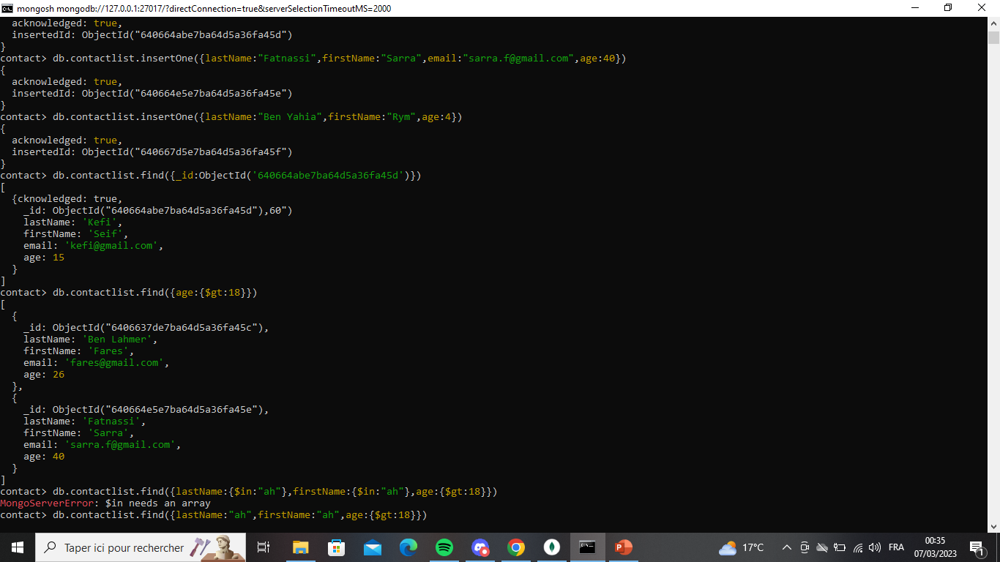 mongosh mongodb://127.0.0.1:27017/?directConnection=true&serverSelectionTimeoutMS=2000
  acknowledged: true,
  insertedId: ObjectId("640664abe7ba64d5a36fa45d")
}
contact> db.contactlist.insertOne({lastName:"Fatnassi",firstName:"Sarra",email:"sarra.f@gmail.com",age:40})
{
  acknowledged: true,
  insertedId: ObjectId("640664e5e7ba64d5a36fa45e")
}
contact> db.contactlist.insertOne({lastName:"Ben Yahia",firstName:"Rym",age:4})
{
  acknowledged: true,
  insertedId: ObjectId("640667d5e7ba64d5a36fa45f")
}
contact> db.contactlist.find({_id:ObjectId('640664abe7ba64d5a36fa45d')})
[
  {cknowledged: true,
    _id: ObjectId("640664abe7ba64d5a36fa45d"),60")
    lastName: 'Kefi',
    firstName: 'Seif',
    email: 'kefi@gmail.com',
    age: 15
  }
]
contact> db.contactlist.find({age:{$gt:18}})
[
  {
    _id: ObjectId("6406637de7ba64d5a36fa45c"),
    lastName: 'Ben Lahmer',
    firstName: 'Fares',
    email: 'fares@gmail.com',
    age: 26
  },
  {
    _id: ObjectId("640664e5e7ba64d5a36fa45e"),
    lastName: 'Fatnassi',
    firstName: 'Sarra',
    email: 'sarra.f@gmail.com',
    age: 40
  }
]
contact> db.contactlist.find({lastName:{$in:"ah"},firstName:{$in:"ah"},age:{$gt:18}})
MongoServerError: $in needs an array
contact> db.contactlist.find({lastName:"ah",firstName:"ah",age:{$gt:18}})
Taper ici pour rechercher
17°C
FRA
00:35
07/03/2023
1